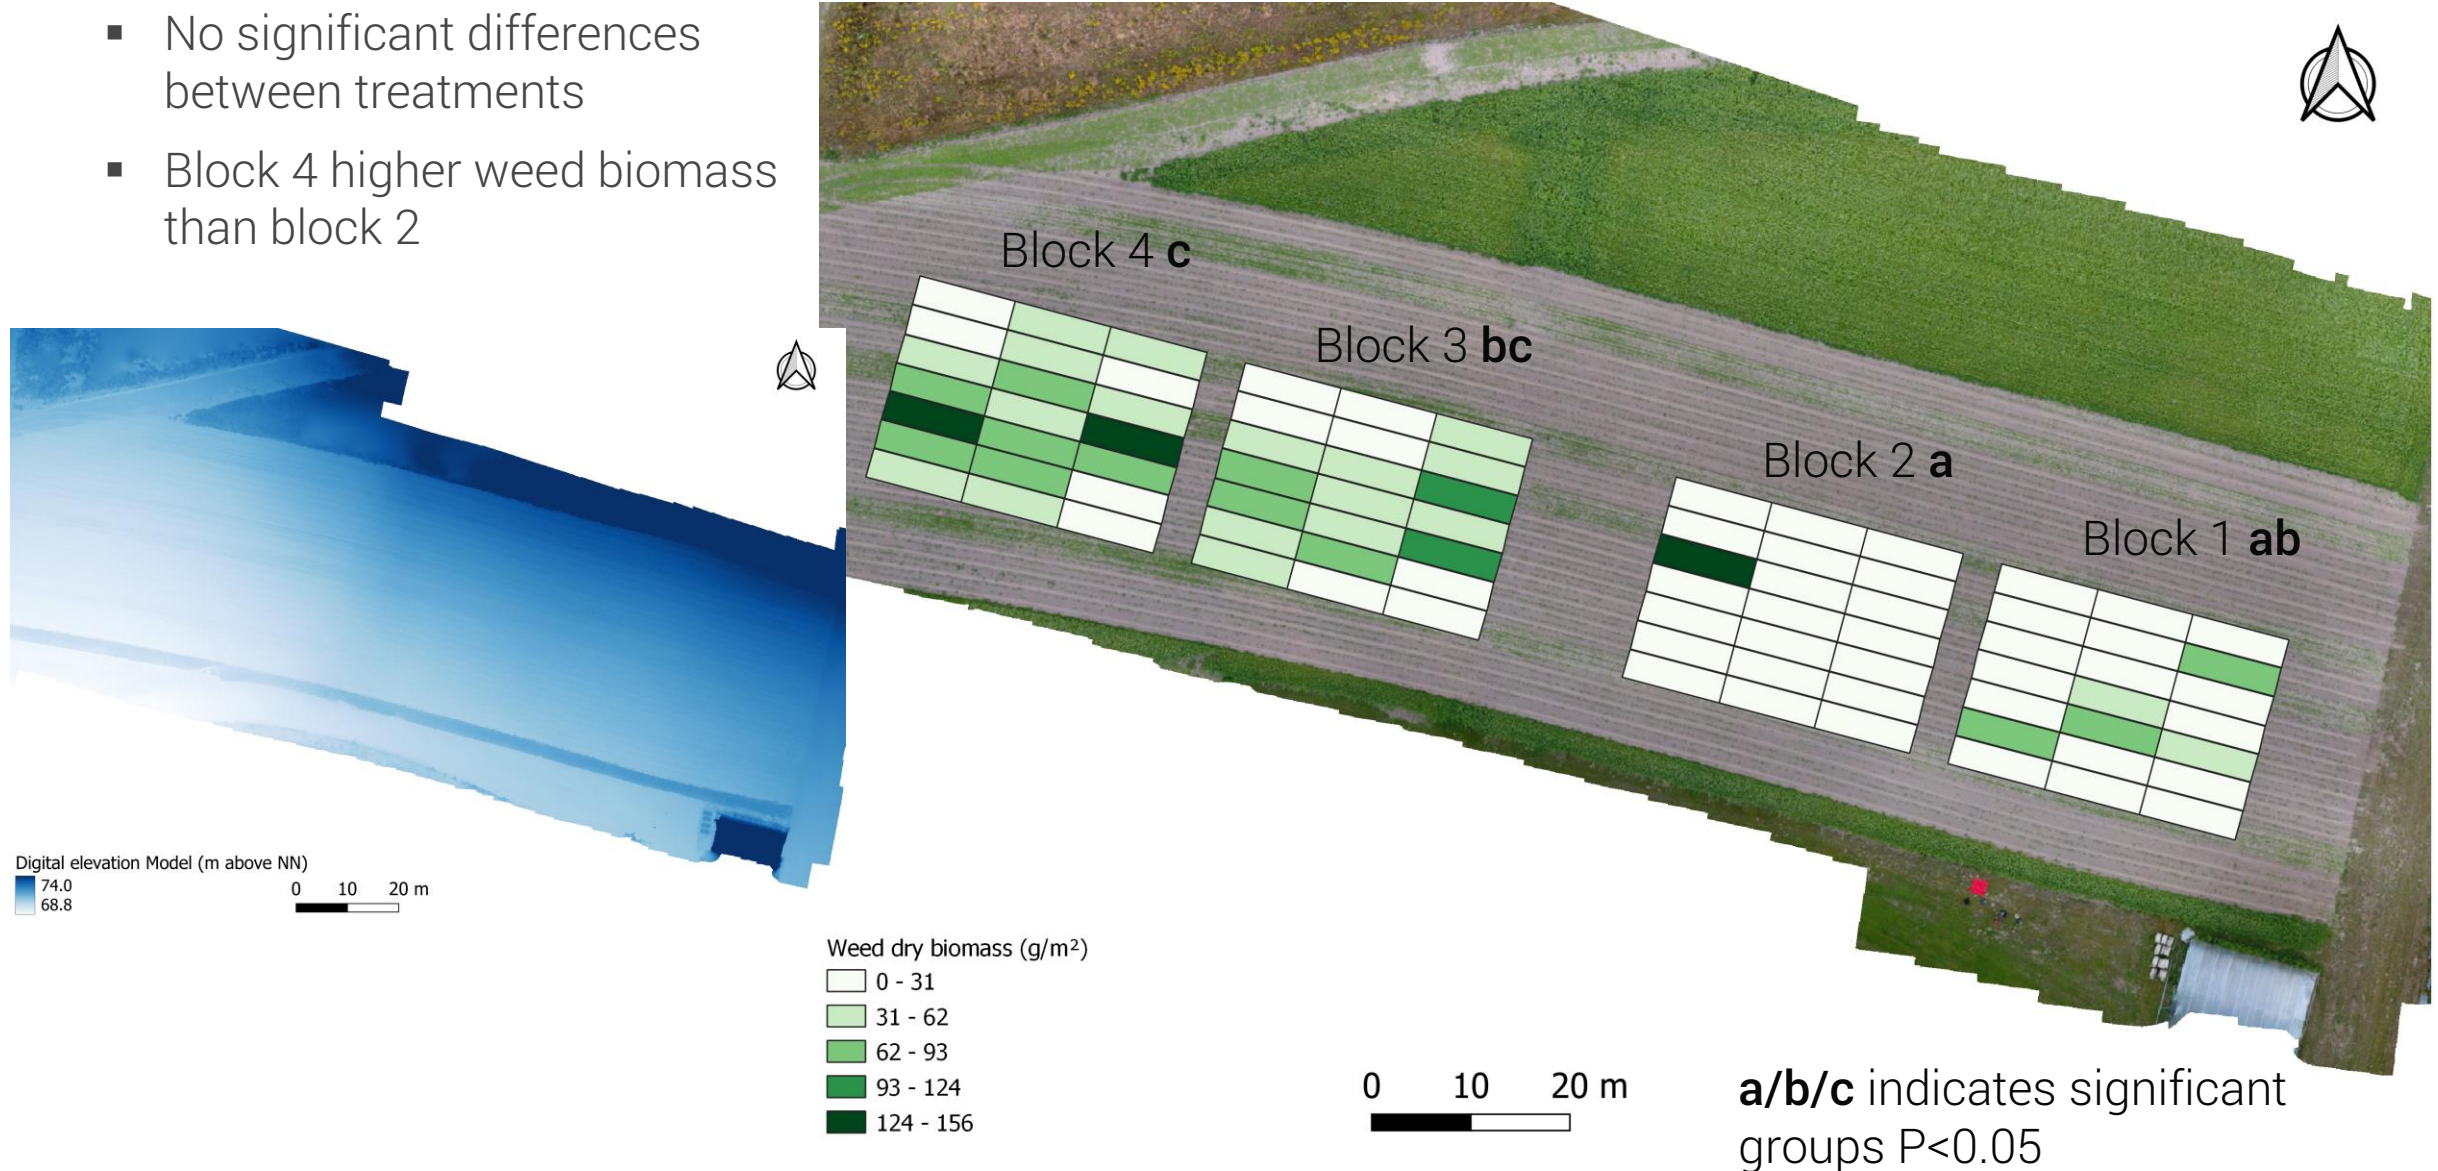 ▪ No significant differences
between treatments
▪ Block 4 higher weed biomass
than block 2
Block 4 c
Block 3 bc
Block 2 a
Block 1 ab
Digital elevation Model (m above NN)
74.0
68.8
0 10 20 m
Weed dry biomass (g/m²)
0 - 31
31 - 62
62 - 93
93 - 124
124 - 156
0 10 20 m
a/b/c indicates significant
groups P<0.05